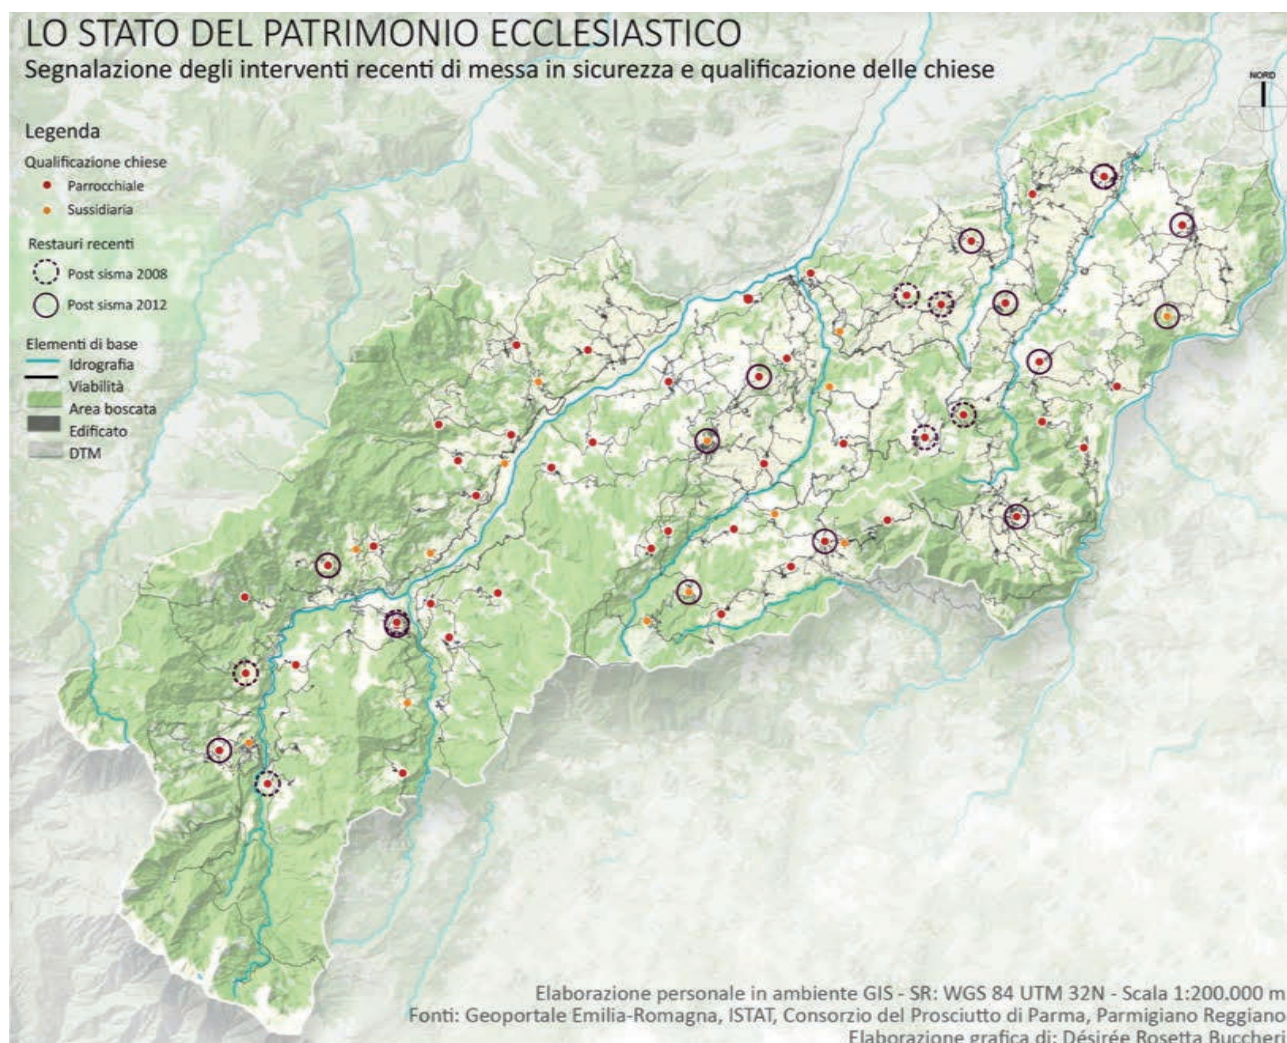 LO STATO DEL PATRIMONIO ECCLESIASTICO
Segnalazione degli interventi recenti di messa in sicurezza e qualificazione delle chiese
NORD
Legenda
Qualificazione chiese
Parrocchiale
Sussidiaria
Restauri recenti
Post sisma 2008
Post sisma 2012
Elementi di base
Idrografia
Viabilità
Area boscata
Edificato
DTM
Elaborazione personale in ambiente GIS - SR: WGS 84 UTM 32N - Scala 1:200.000 m
Fonti: Geoportale Emilia-Romagna, ISTAT, Consorzio del Prosciutto di Parma, Parmigiano Reggiano
Elaborazione grafica di: Désirée Rosetta Buccheri